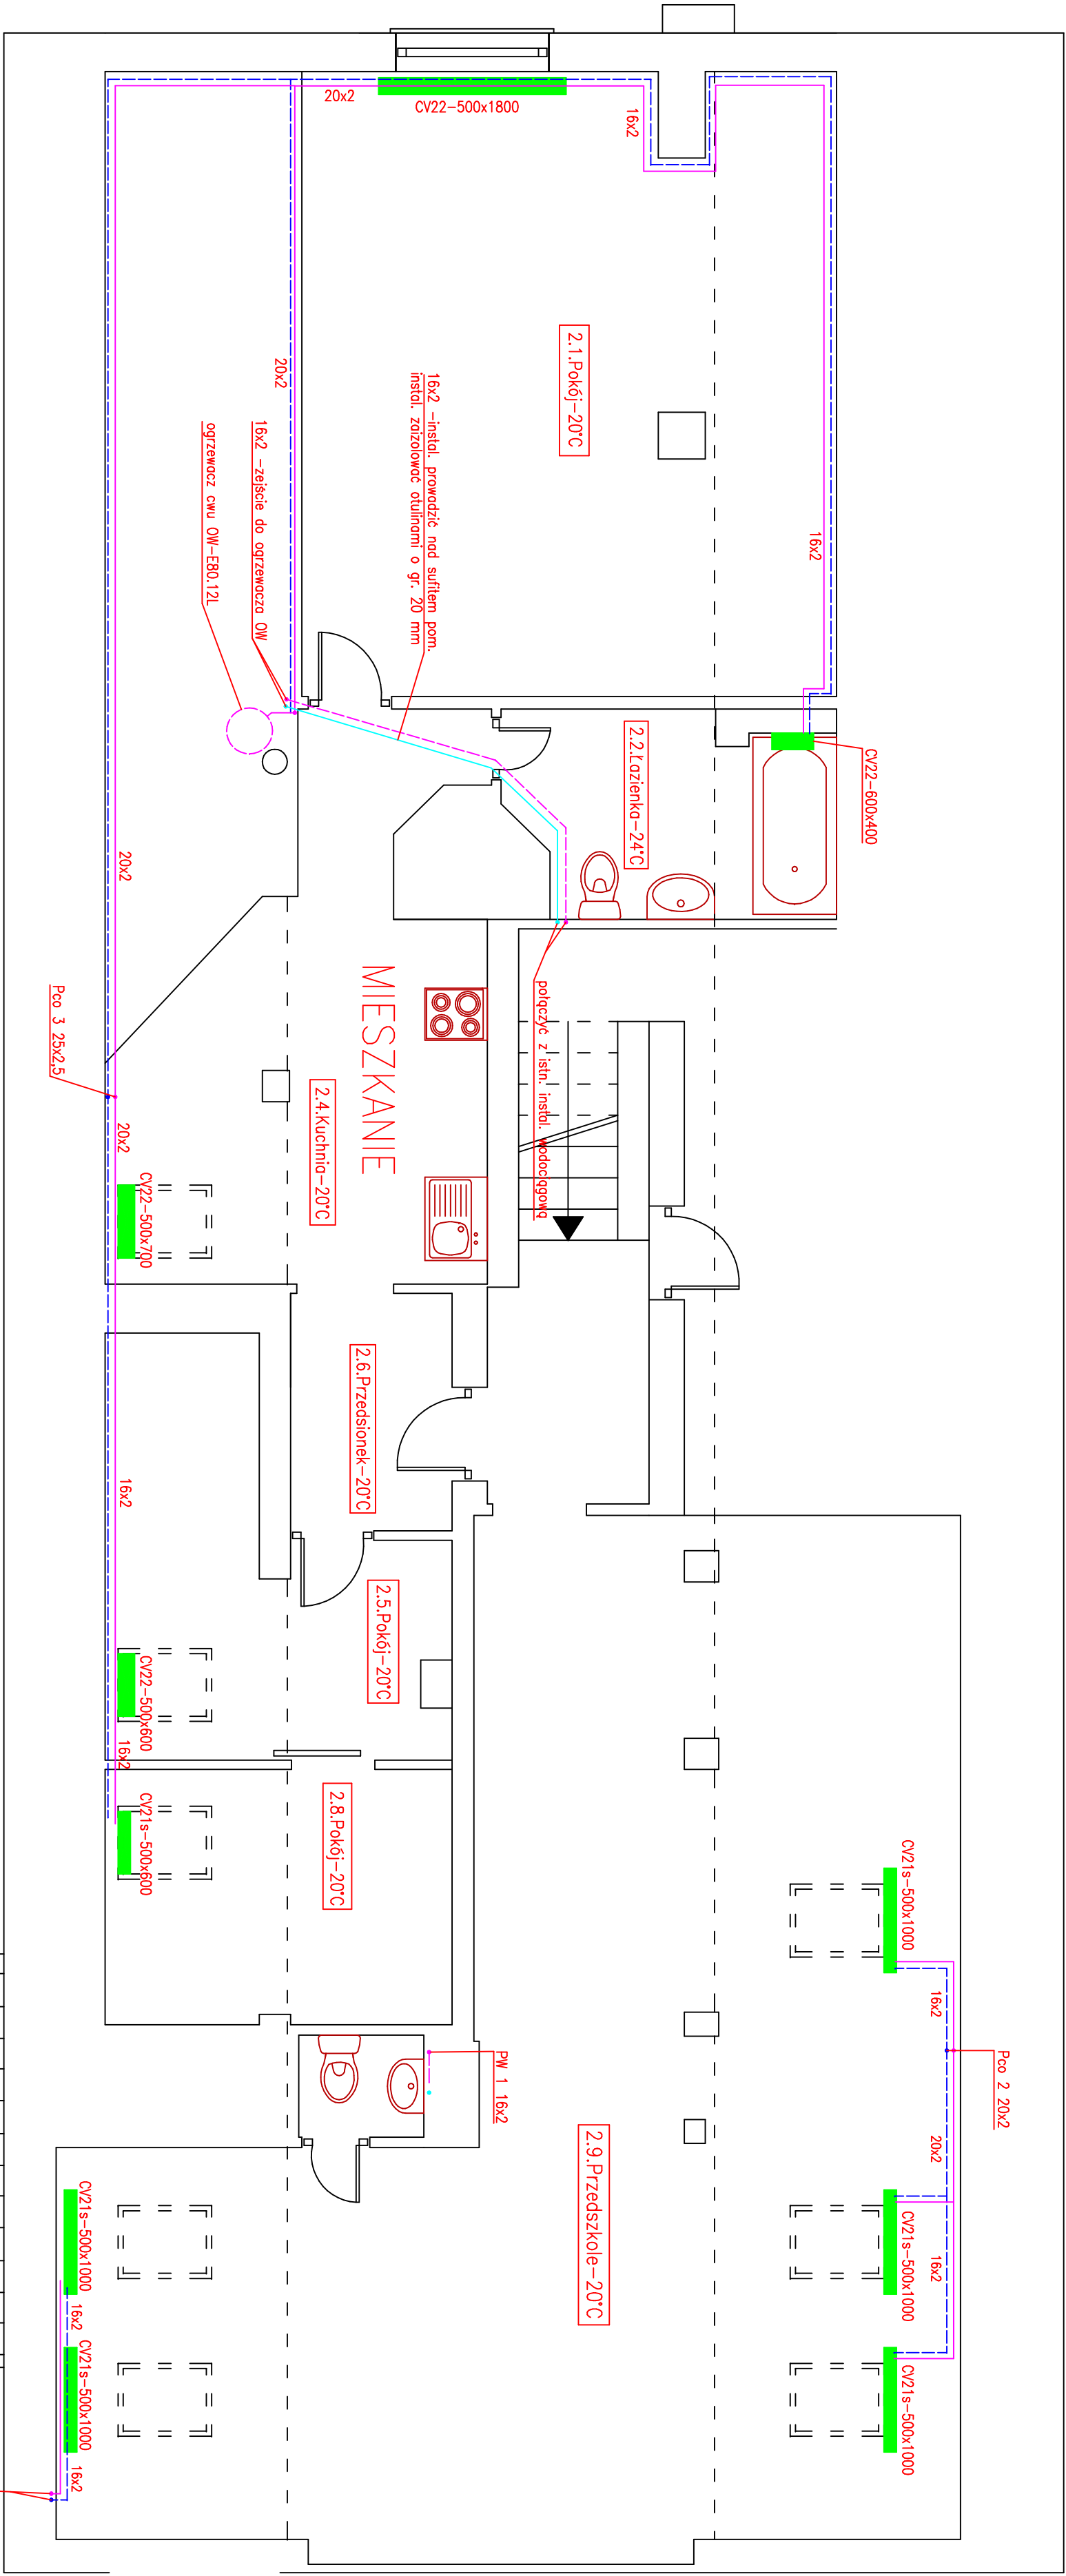 20x2
CV22-500x1800
16x2
2.1.Pokój-20°C
16x2
20x2
16x2 -instal. prowadzić nad sufitem pom.
instal. zaizolować otulinami o gr. 20 mm
16x2 -zejście do ogrzewacza OW
ogrzewacz cwu OW-E80.12L
2.2.Łazienka-24°C
CV22-600x400
20x2
MIESZKANIE
połączyć z istn. instal. wodociągową
Pco 3 25x2,5
2.4.Kuchnia-20°C
20x2
CV22-500x700
2.6.Przedsionek-20°C
16x2
2.5.Pokój-20°C
CV22-500x600
16x2
2.8.Pokój-20°C
CV21s-500x600
CV21s-500x1000
16x2
Pco 2 20x2
PW 1 16x2
20x2
2.9.Przedszkole-20°C
CV21s-500x1000
16x2
CV21s-500x1000
CV21s-500x1000
16x2
CV21s-500x1000
16x2